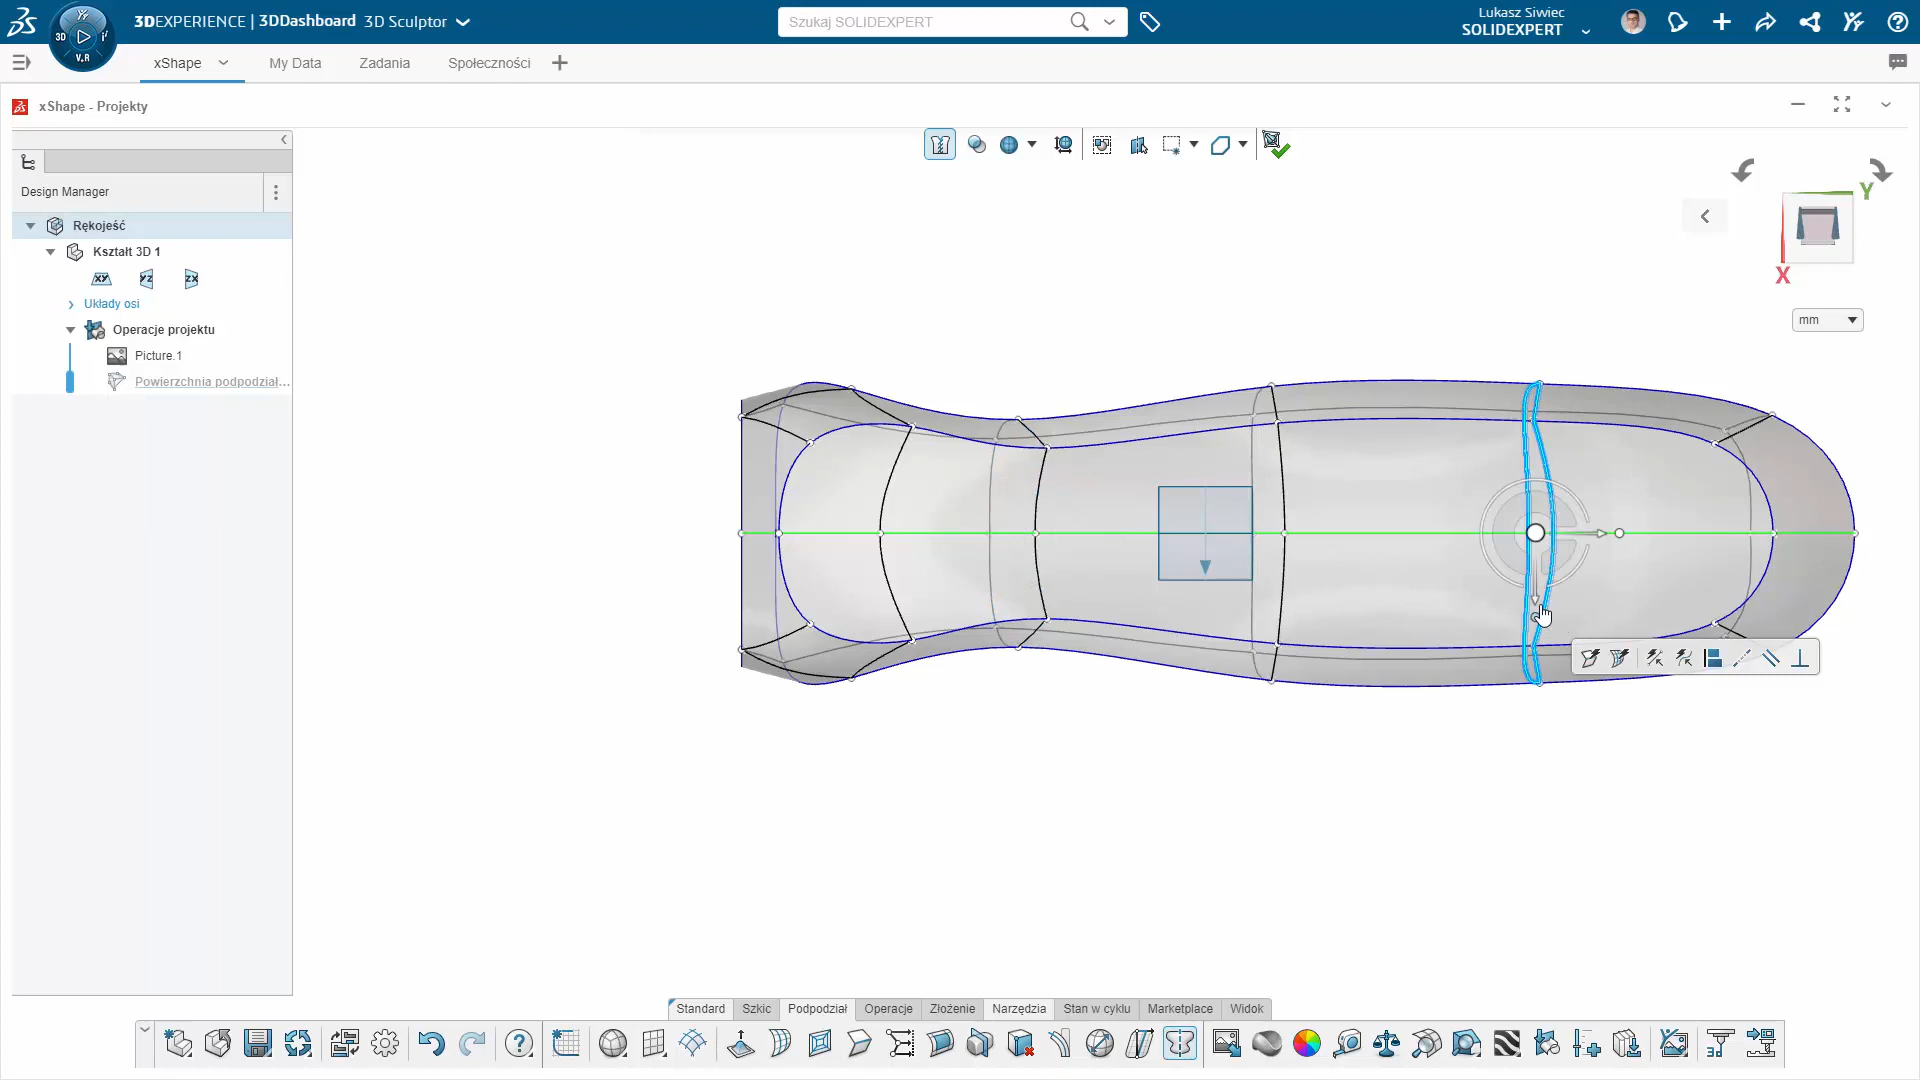 3DEXPERIENCE | 3DDashboard 3D Sculptor
Szukaj SOLIDEXPERT
Lukasz Siwiec
SOLIDEXPERT
3D
V.R
xShape
My Data
Zadania
Społeczności
xShape - Projekty
Design Manager
Rękojeść
Kształt 3D 1
XY
YZ
ZX
Układy osi
Operacje projektu
Picture.1
Powierzchnia podpodział...
Y
X
mm
Standard
Szkic
Podpodział
Operacje
Złożenie
Narzędzia
Stan w cyklu
Marketplace
Widok